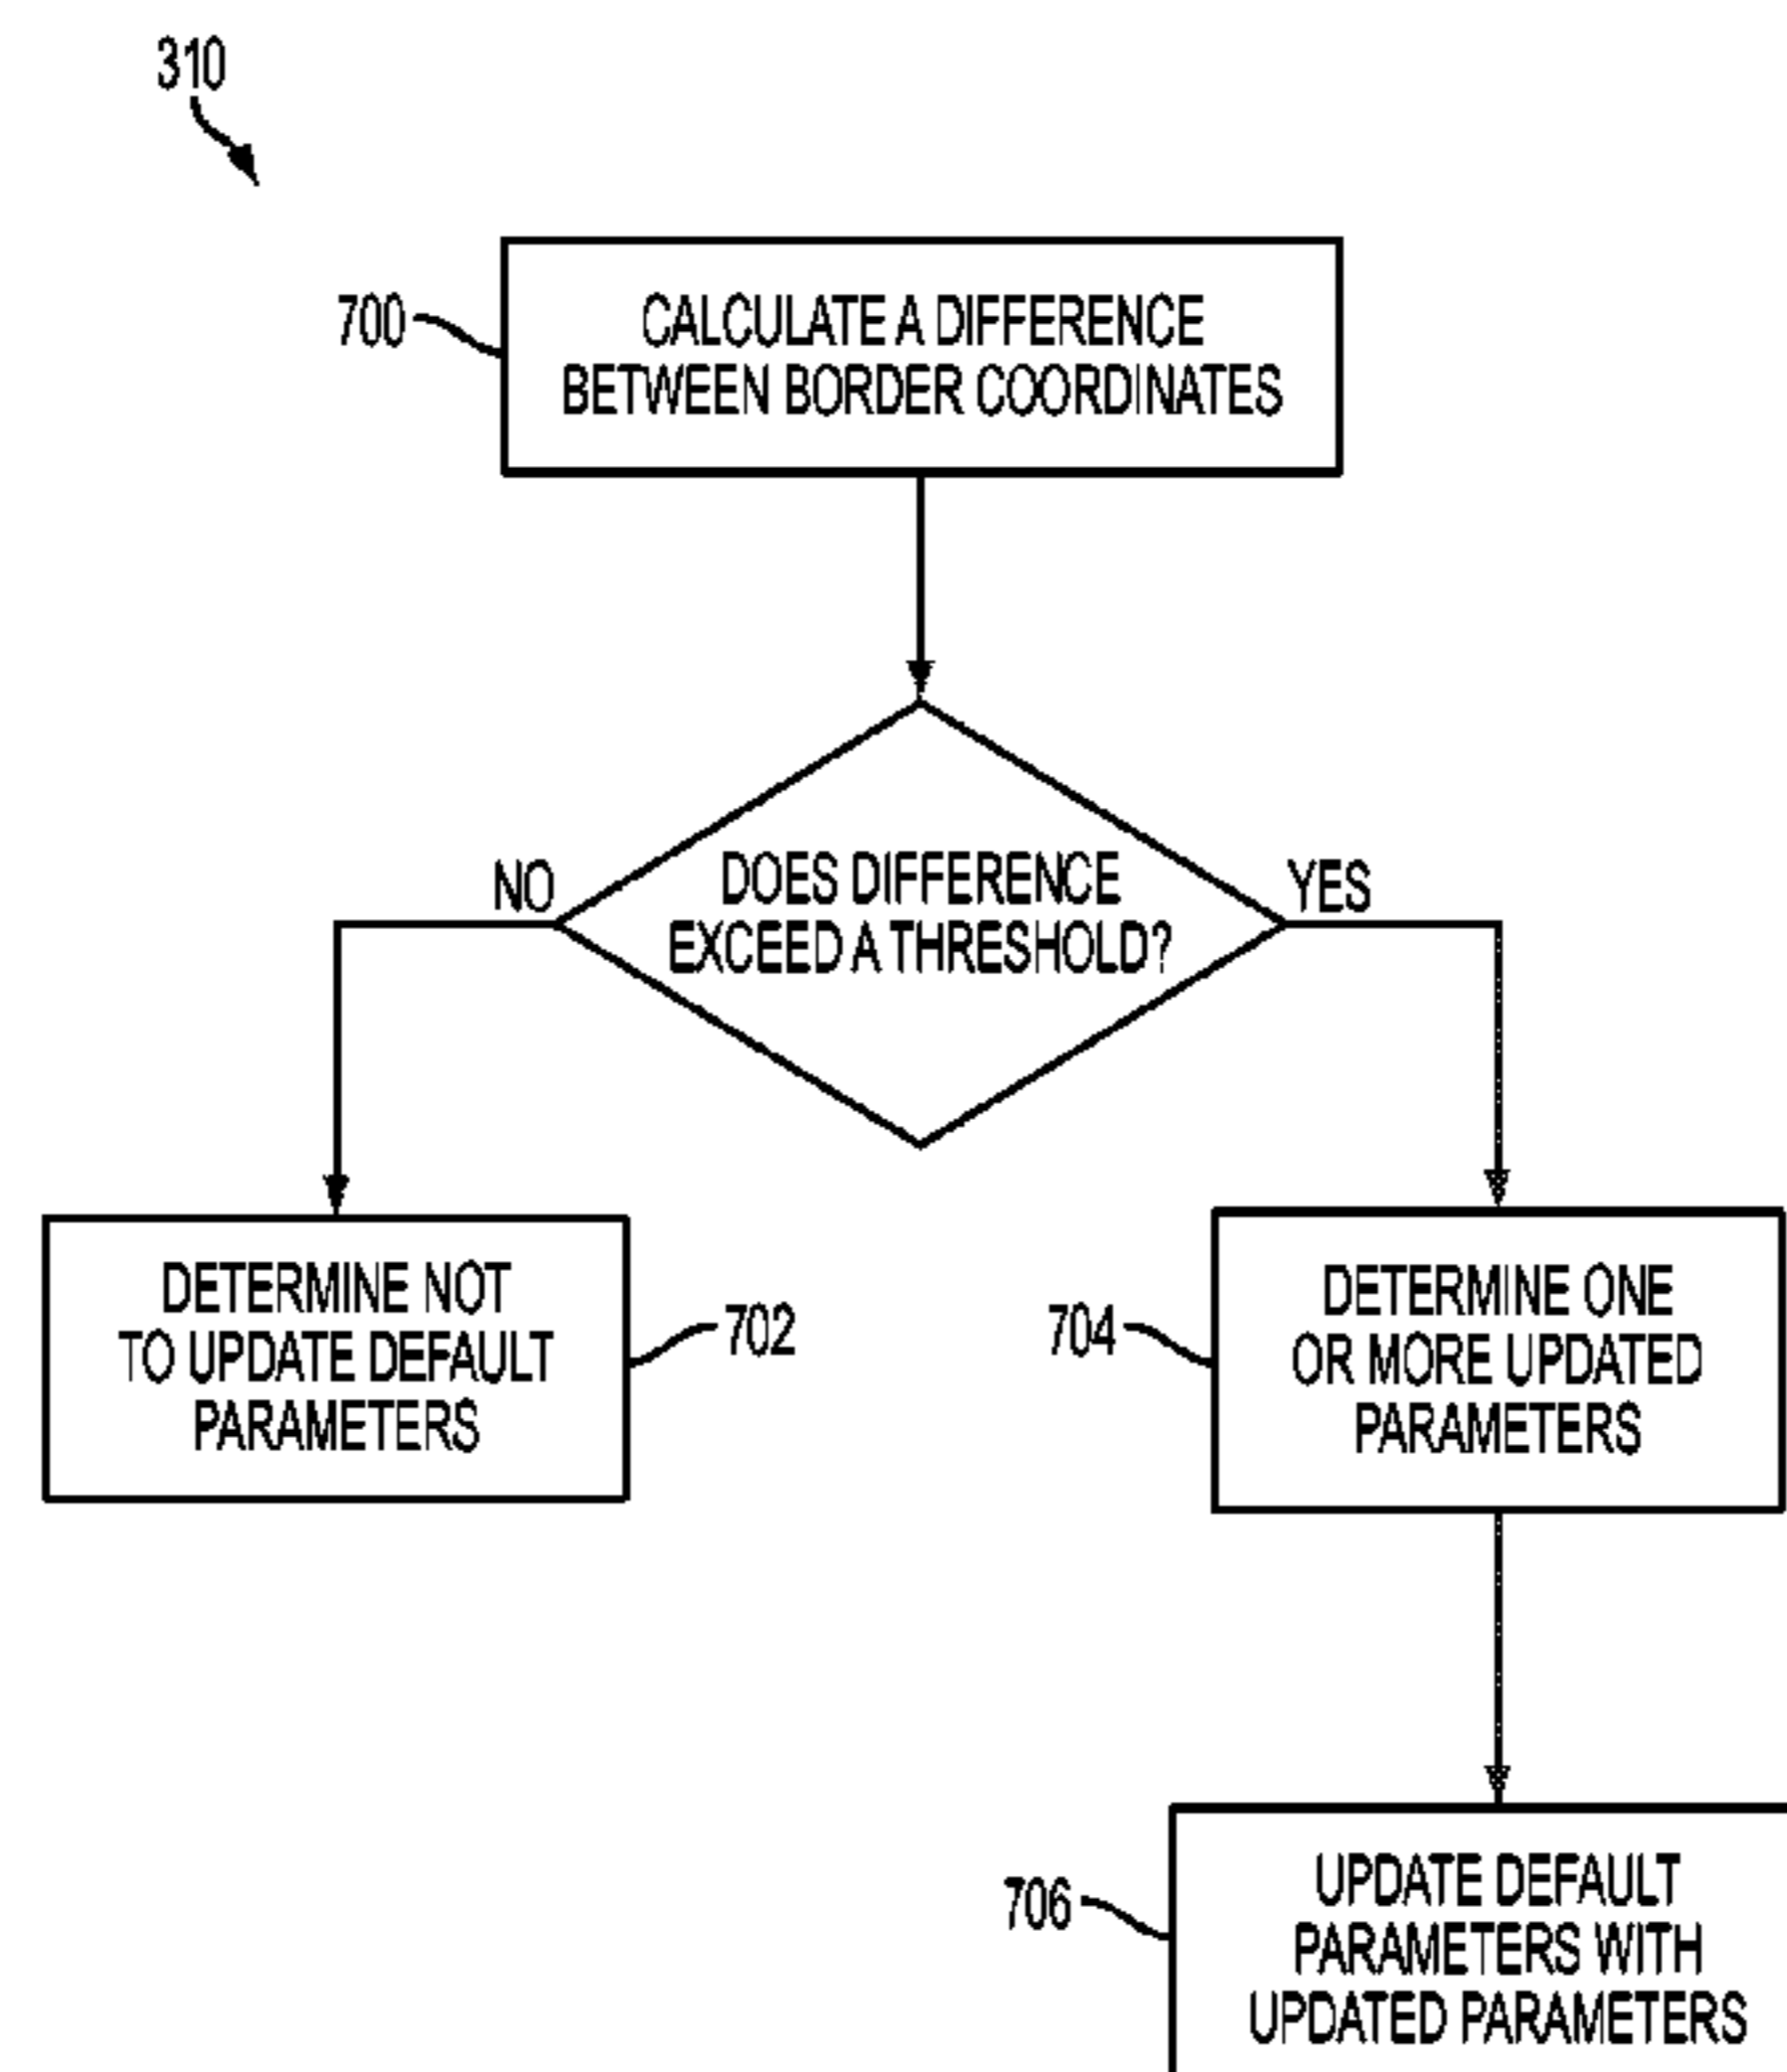 310
700
CALCULATE A DIFFERENCE
BETWEEN BORDER COORDINATES
NO
DOES DIFFERENCE
EXCEED A THRESHOLD?
YES
DETERMINE NOT
TO UPDATE DEFAULT
PARAMETERS
702
704
DETERMINE ONE
OR MORE UPDATED
PARAMETERS
706
UPDATE DEFAULT
PARAMETERS WITH
UPDATED PARAMETERS